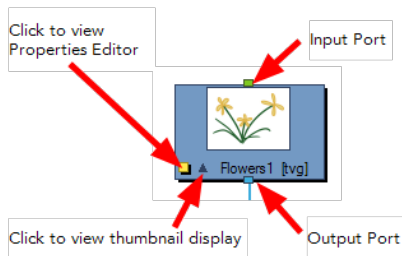 Click to view
Properties Editor
Input Port
Flowers1 [tvg]
Click to view thumbnail display
Output Port